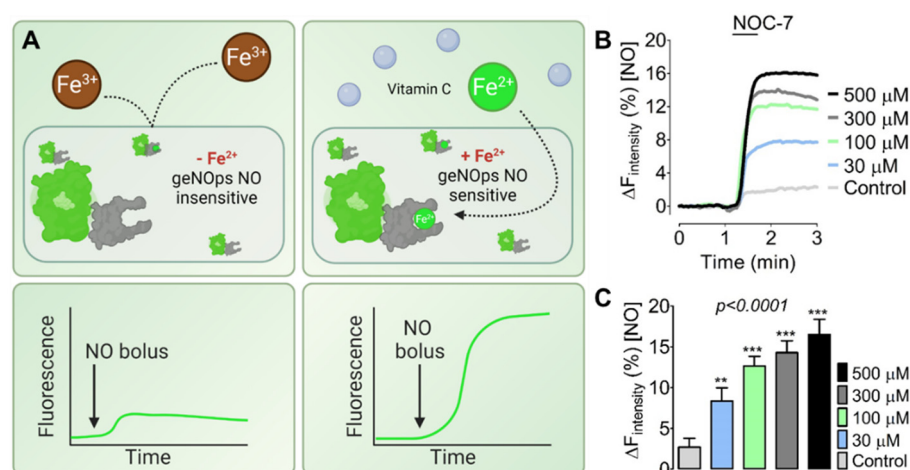 A
Fe3+
Fe3+
- Fe2+
geNOps NO
insensitive
Vitamin C
Fe2+
+ Fe2+
geNOps NO
sensitive
Fe2+
Fluorescence
NO bolus
Time
Fluorescence
NO
bolus
Time
B
NOC-7
ΔFintensity (%) [NO]
20
16
12
8
4
0
0
1
2
3
Time (min)
500 µM
300 µM
100 µM
30 µM
Control
C
p<0.0001
ΔFintensity (%) [NO]
20
15
10
5
0
**
***
***
***
500 µM
300 µM
100 µM
30 µM
Control